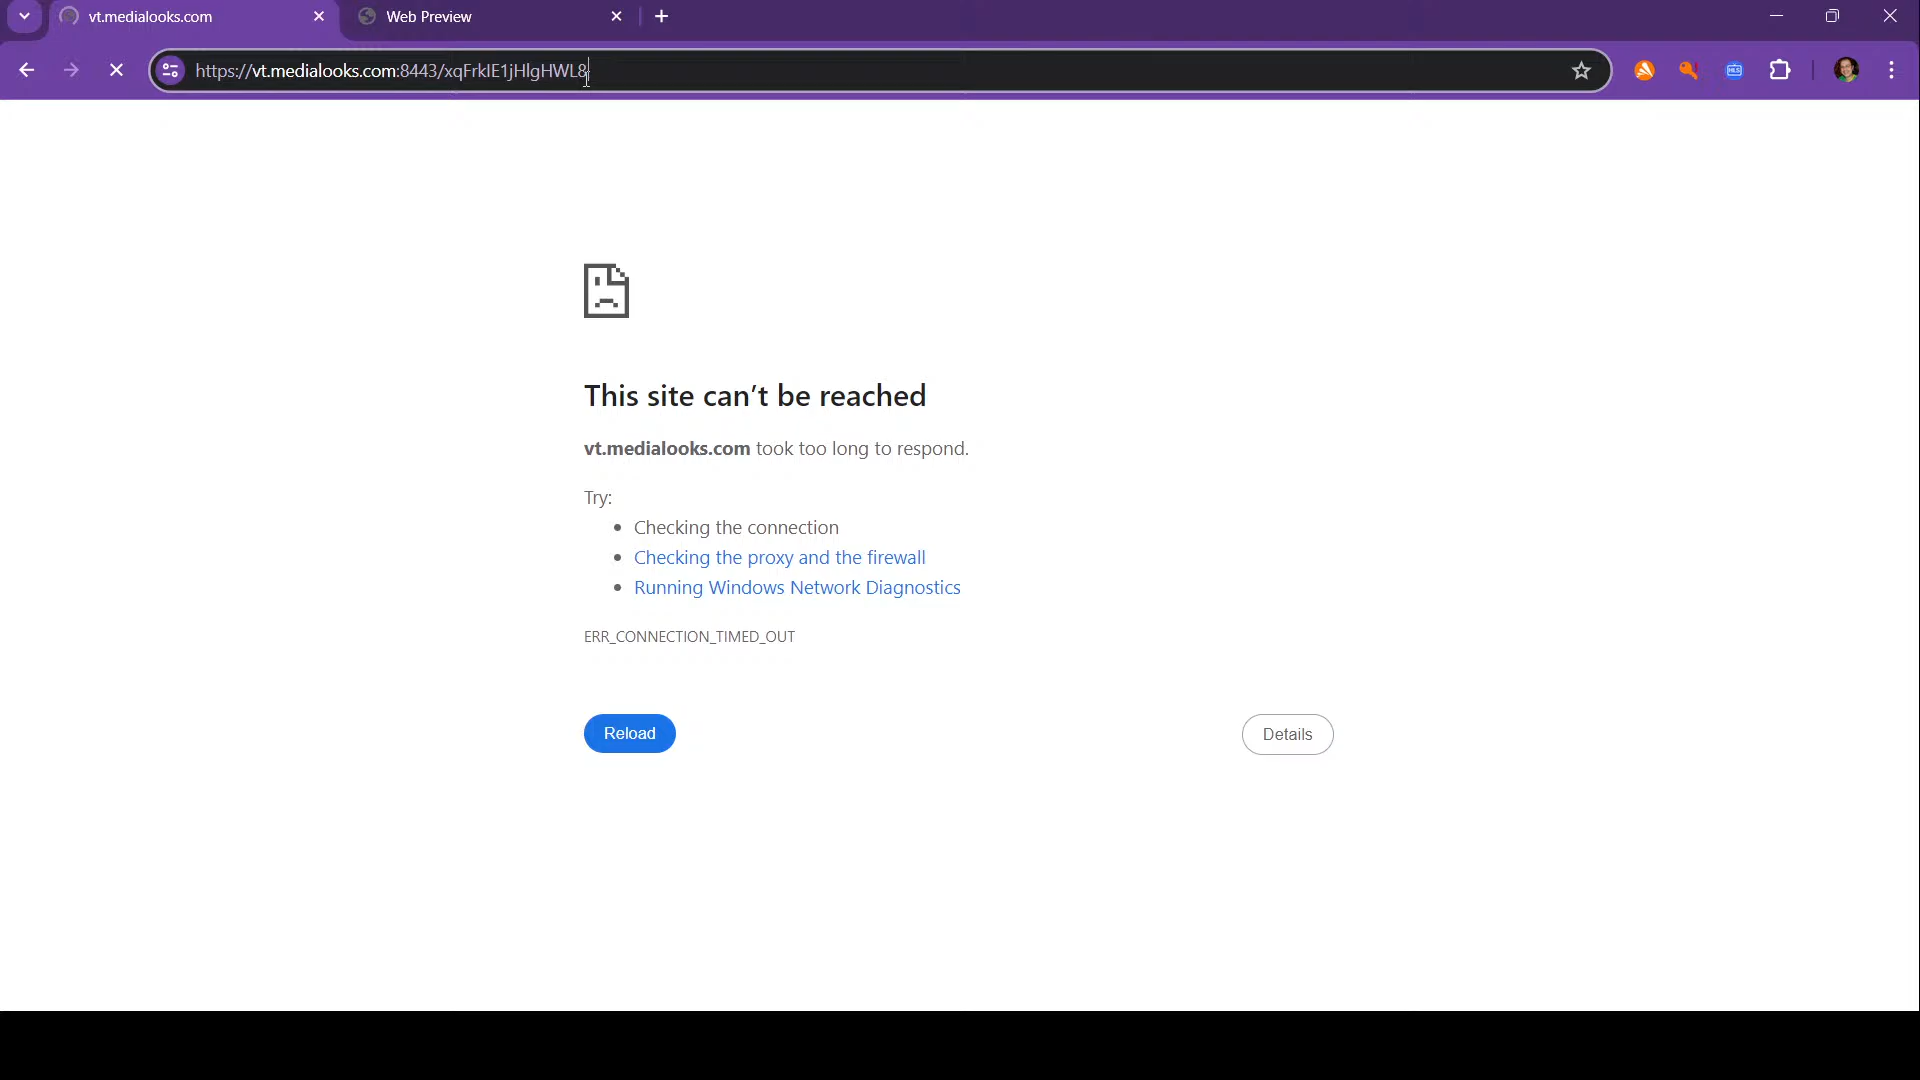 vt.medialooks.com
Web Preview
https://vt.medialooks.com:8443/xqFrkIE1jHlgHWL8
HLS
This site can’t be reached
vt.medialooks.com took too long to respond.
Try:
Checking the connection
Checking the proxy and the firewall
Running Windows Network Diagnostics
ERR_CONNECTION_TIMED_OUT
Reload
Details